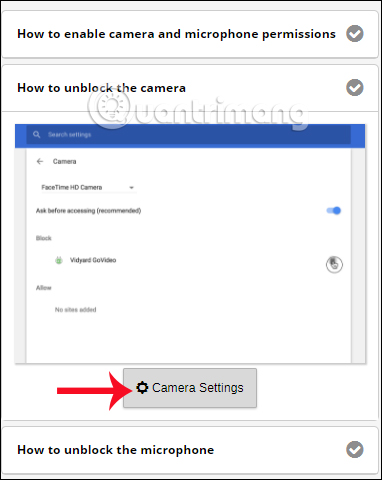 How to enable camera and microphone permissions
How to unblock the camera
Quantrimang
Search settings
Camera
FaceTime HD Camera
Ask before accessing (recommended)
Block
Vidyard GoVideo
Allow
No sites added
Camera Settings
How to unblock the microphone